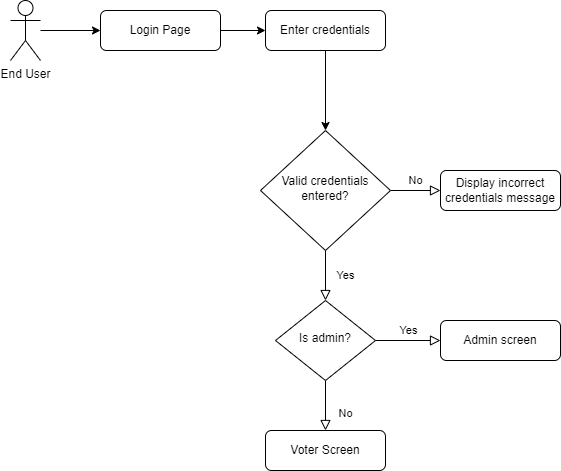 End User
Login Page
Enter credentials
Valid credentials
entered?
No
Display incorrect
credentials message
Yes
Is admin?
Yes
Admin screen
No
Voter Screen